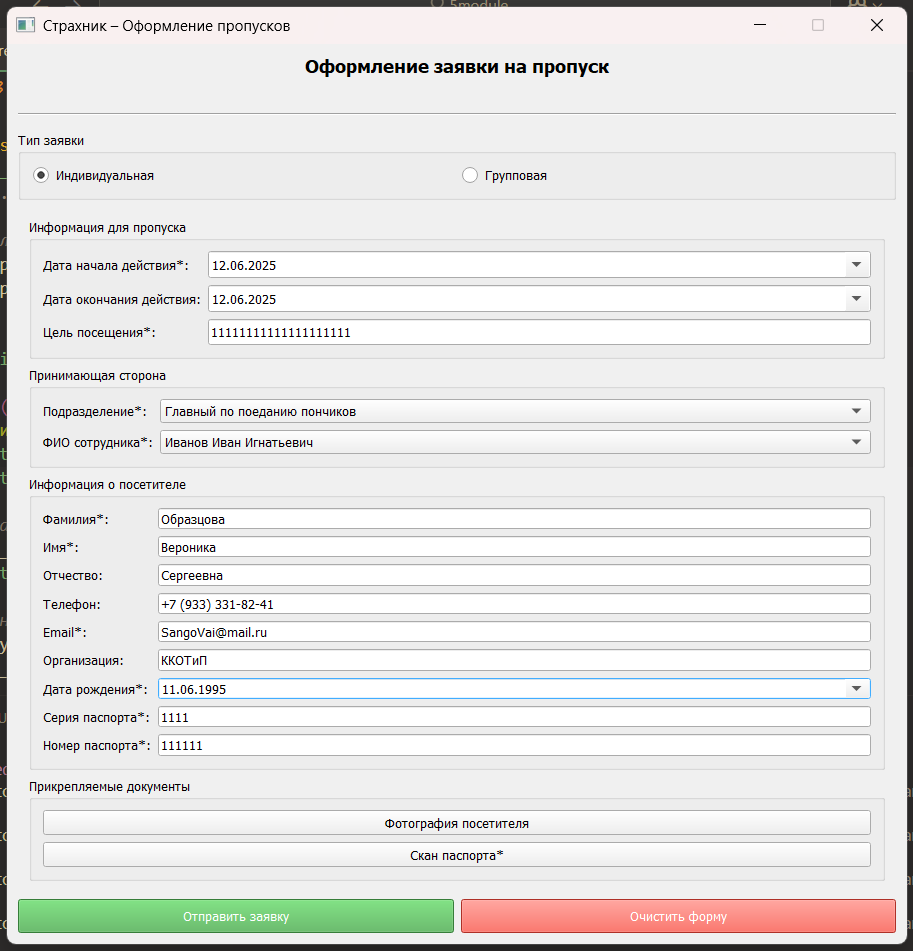 Страхник – Оформление пропусков
Оформление заявки на пропуск
Тип заявки
Индивидуальная
Групповая
Информация для пропуска
Дата начала действия*: 12.06.2025
Дата окончания действия: 12.06.2025
Цель посещения*: 11111111111111111111
Принимающая сторона
Подразделение*: Главный по поеданию пончиков
ФИО сотрудника*: Иванов Иван Игнатьевич
Информация о посетителе
Фамилия*: Образцова
Имя*: Вероника
Отчество: Сергеевна
Телефон: +7 (933) 331-82-41
Email*: SangoVai@mail.ru
Организация: ККОТиП
Дата рождения*: 11.06.1995
Серия паспорта*: 1111
Номер паспорта*: 111111
Прикрепляемые документы
Фотография посетителя
Скан паспорта*
Отправить заявку
Очистить форму